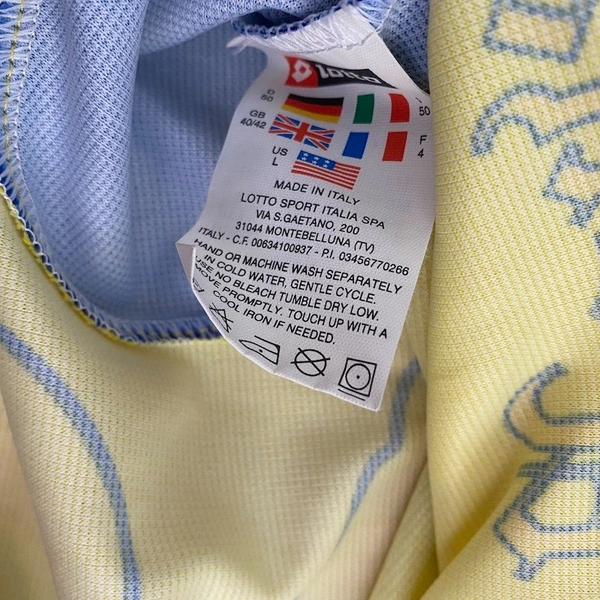 lotto
D
50
I
50
GB
40/42
F
4
US
L
MADE IN ITALY
LOTTO SPORT ITALIA SPA
VIA S.GAETANO, 200
31044 MONTEBELLUNA (TV)
ITALY - C.F. 00634100937 - P.I. 03456770266
HAND OR MACHINE WASH SEPARATELY
IN COLD WATER, GENTLE CYCLE.
USE NO BLEACH TUMBLE DRY LOW.
MOVE PROMPTLY. TOUCH UP WITH A
COOL IRON IF NEEDED.